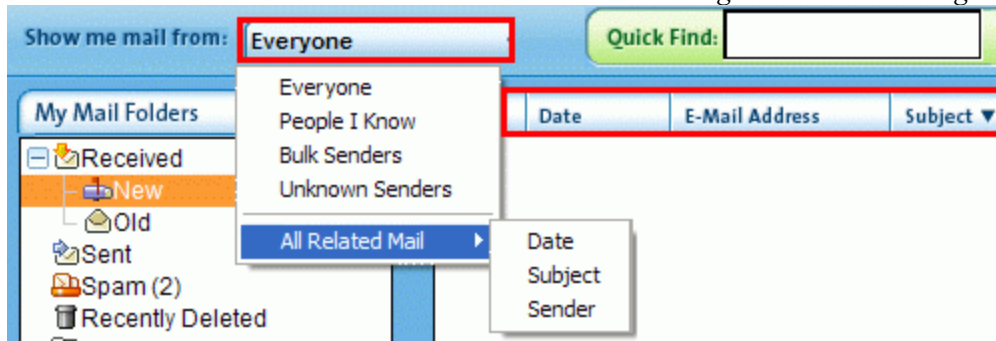 Show me mail from: Everyone Quick Find:
Everyone
People I Know
Bulk Senders
Unknown Senders
All Related Mail
Date
Subject
Sender
My Mail Folders
Date E-Mail Address Subject ▼
Received
New
Old
Sent
Spam (2)
Recently Deleted